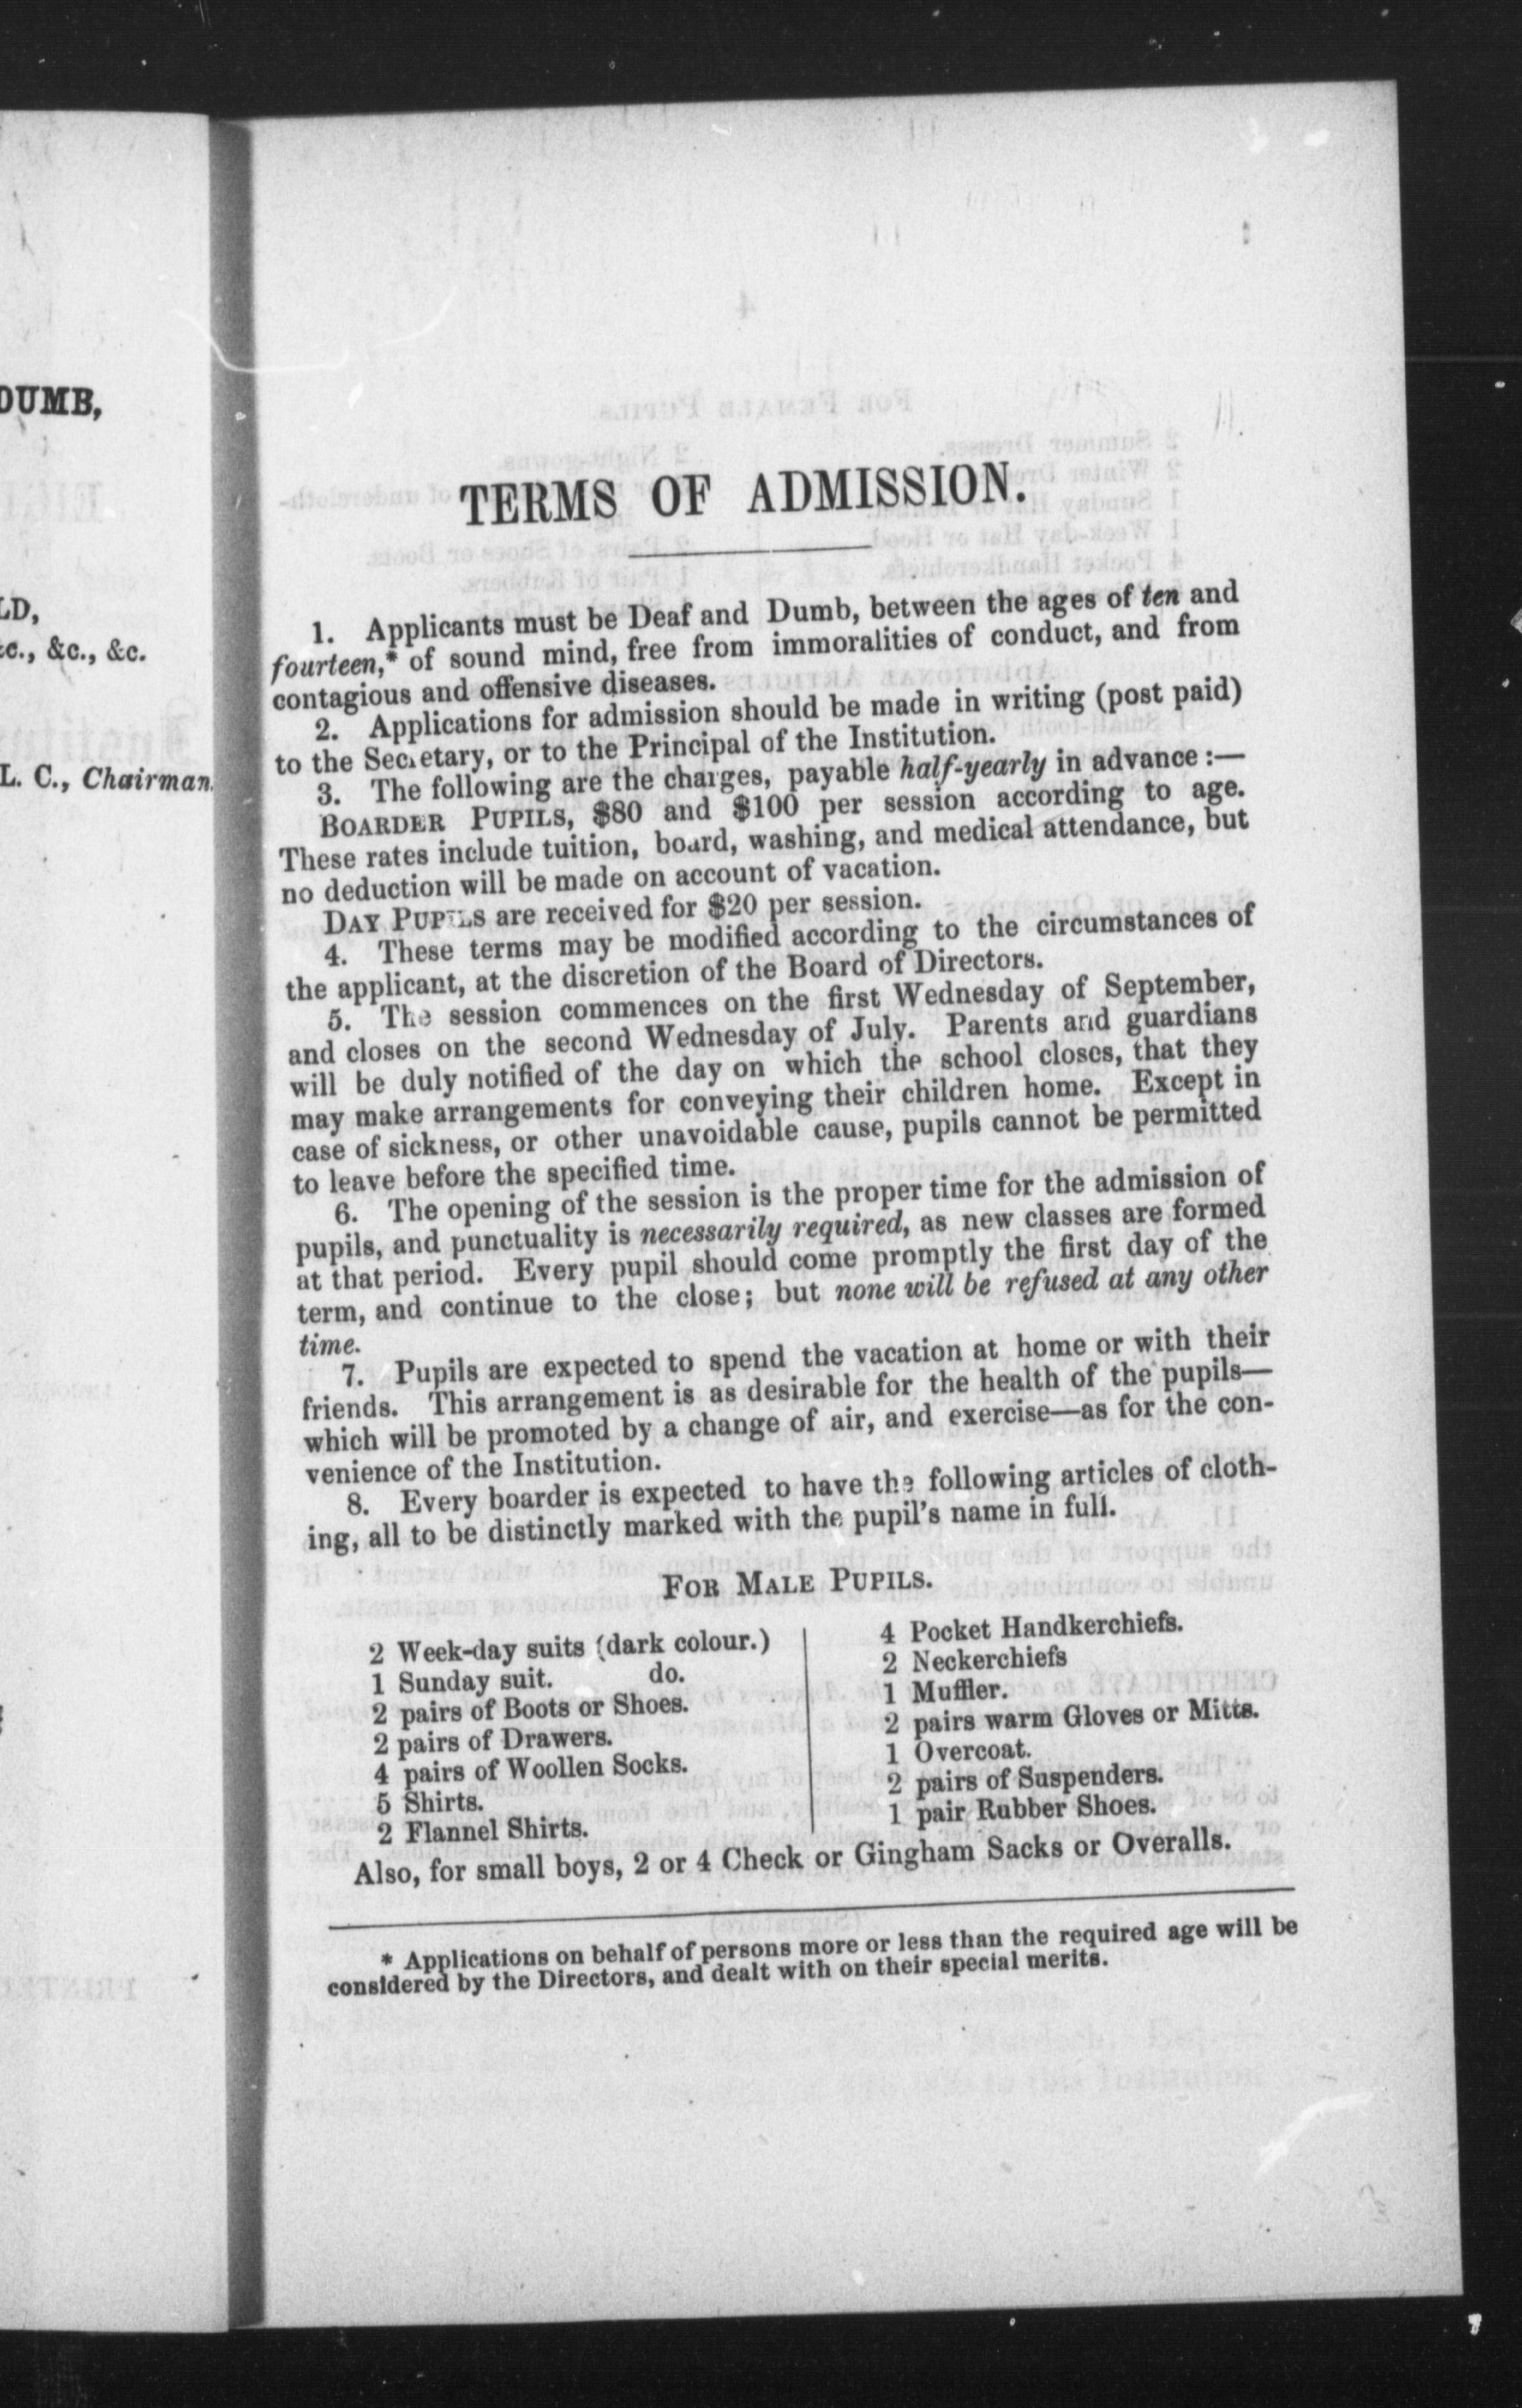 DUMB,
LD,
&c., &c.
L. C., Chairman.
TERMS OF ADMISSION.
1. Applicants must be Deaf and Dumb, between the ages of ten and
fourteen,* of sound mind, free from immoralities of conduct, and from
contagious and offensive diseases.
2. Applications for admission should be made in writing (post paid)
to the Secretary, or to the Principal of the Institution.
3. The following are the charges, payable half-yearly in advance :—
BOARDER PUPILS, $80 and $100 per session according to age.
These rates include tuition, board, washing, and medical attendance, but
no deduction will be made on account of vacation.
DAY PUPILS are received for $20 per session.
4. These terms may be modified according to the circumstances of
the applicant, at the discretion of the Board of Directors.
5. The session commences on the first Wednesday of September,
and closes on the second Wednesday of July. Parents and guardians
will be duly notified of the day on which the school closes, that they
may make arrangements for conveying their children home. Except in
case of sickness, or other unavoidable cause, pupils cannot be permitted
to leave before the specified time.
6. The opening of the session is the proper time for the admission of
pupils, and punctuality is necessarily required, as new classes are formed
at that period. Every pupil should come promptly the first day of the
term, and continue to the close; but none will be refused at any other
time.
7. Pupils are expected to spend the vacation at home or with their
friends. This arrangement is as desirable for the health of the pupils—
which will be promoted by a change of air, and exercise—as for the con-
venience of the Institution.
8. Every boarder is expected to have the following articles of cloth-
ing, all to be distinctly marked with the pupil's name in full.
FOR MALE PUPILS.
2 Week-day suits (dark colour.)
1 Sunday suit. do.
2 pairs of Boots or Shoes.
2 pairs of Drawers.
4 pairs of Woollen Socks.
5 Shirts.
2 Flannel Shirts.
4 Pocket Handkerchiefs.
2 Neckerchiefs
1 Muffler.
2 pairs warm Gloves or Mitts.
1 Overcoat.
2 pairs of Suspenders.
1 pair Rubber Shoes.
Also, for small boys, 2 or 4 Check or Gingham Sacks or Overalls.
* Applications on behalf of persons more or less than the required age will be
considered by the Directors, and dealt with on their special merits.